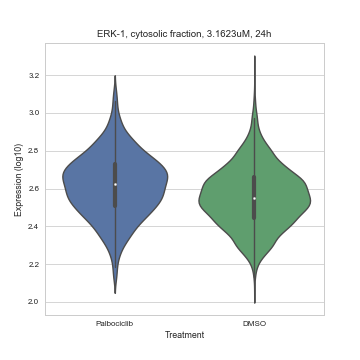 ERK-1, cytosolic fraction, 3.1623uM, 24h
Expression (log10)
3.2
3.0
2.8
2.6
2.4
2.2
2.0
Palbociclib
DMSO
Treatment